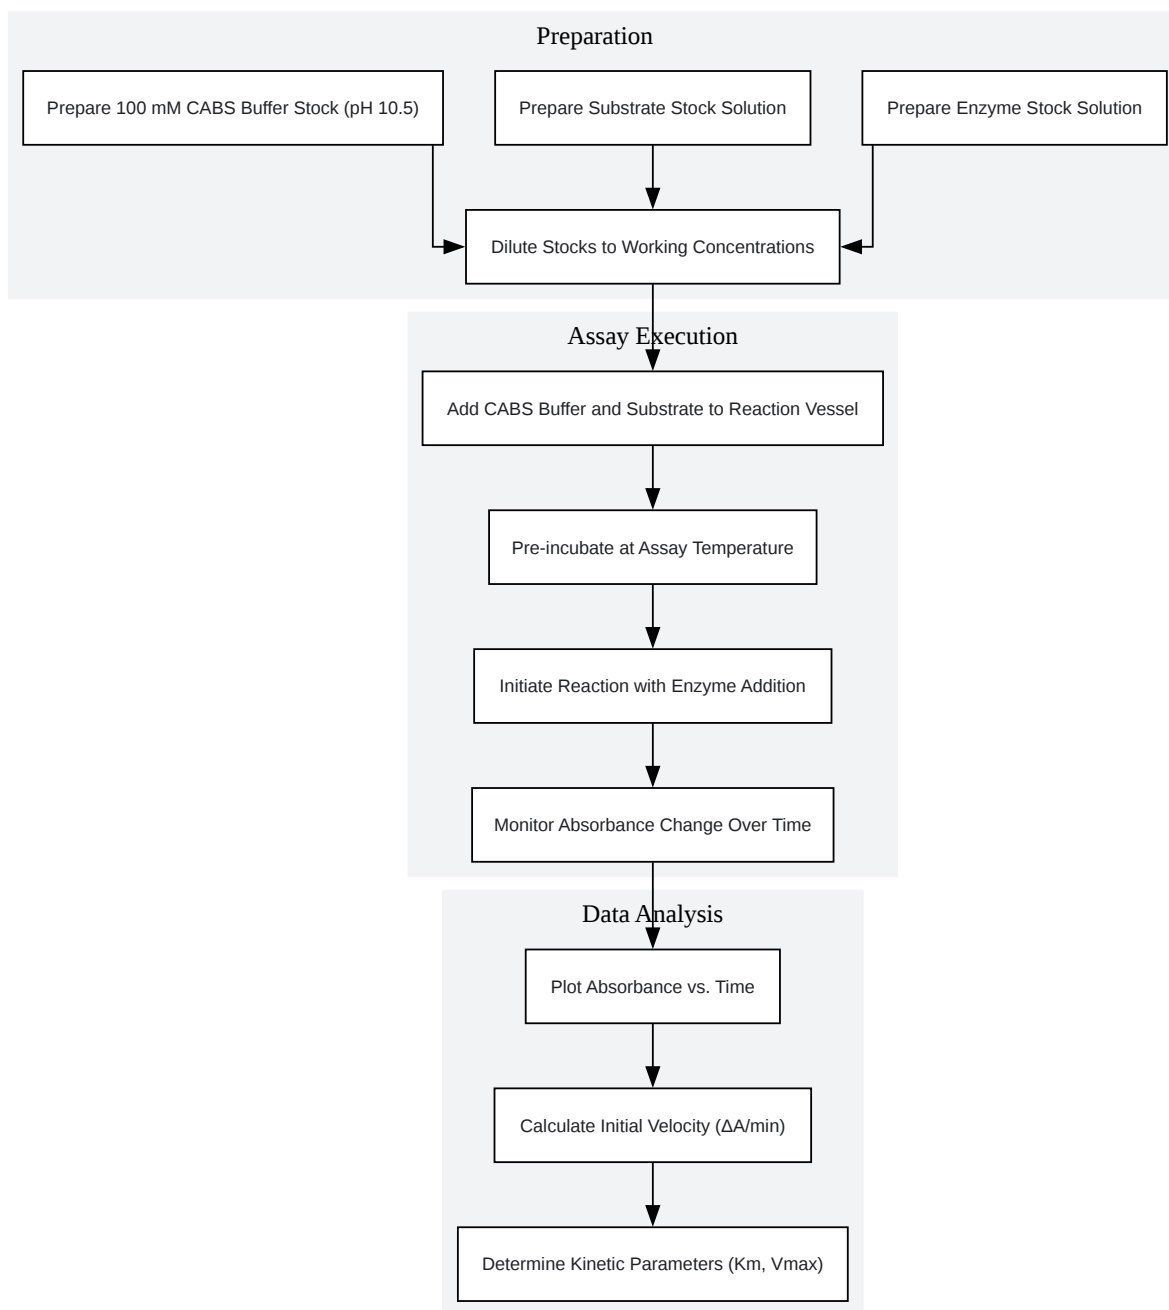 Preparation
Prepare 100 mM CABS Buffer Stock (pH 10.5)
Prepare Substrate Stock Solution
Prepare Enzyme Stock Solution
Dilute Stocks to Working Concentrations
Assay Execution
Add CABS Buffer and Substrate to Reaction Vessel
Pre-incubate at Assay Temperature
Initiate Reaction with Enzyme Addition
Monitor Absorbance Change Over Time
Data Analysis
Plot Absorbance vs. Time
Calculate Initial Velocity (ΔA/min)
Determine Kinetic Parameters (Km, Vmax)